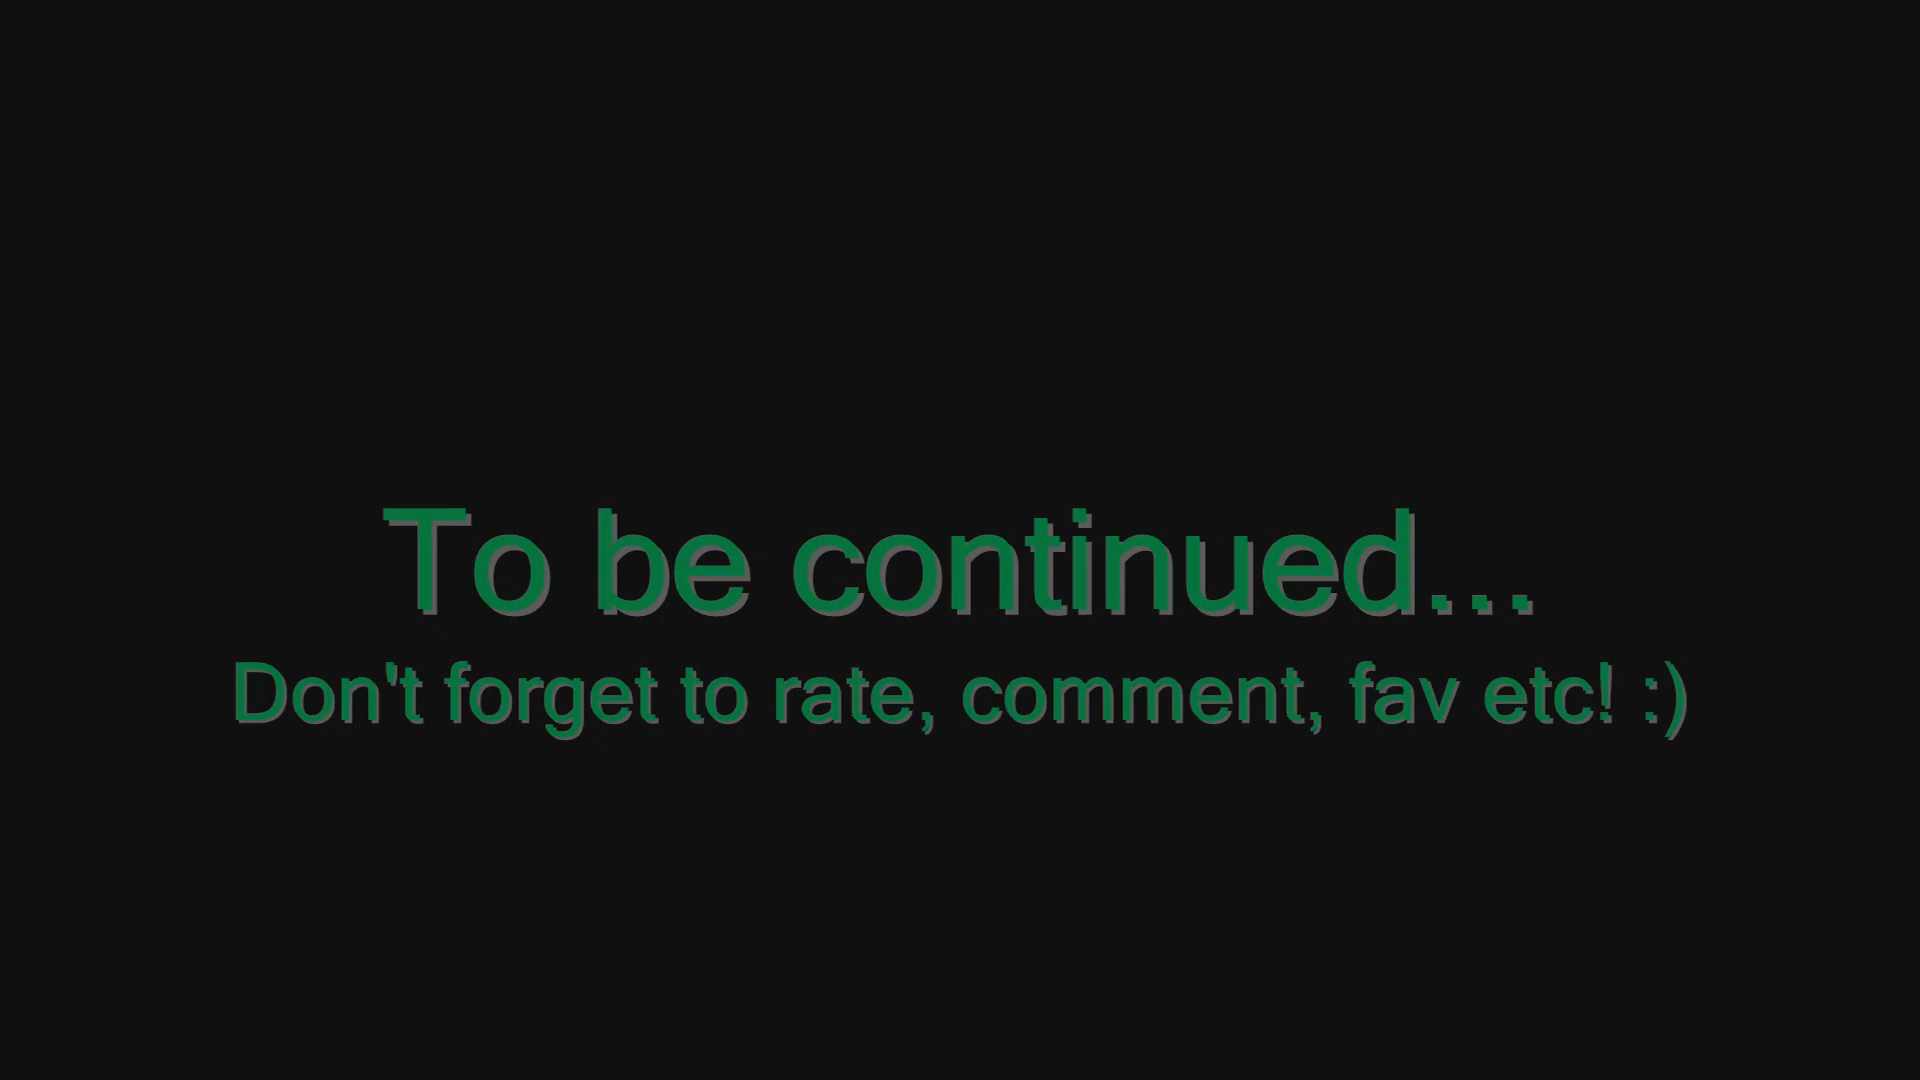 To be continued...
Don't forget to rate, comment, fav etc! :)